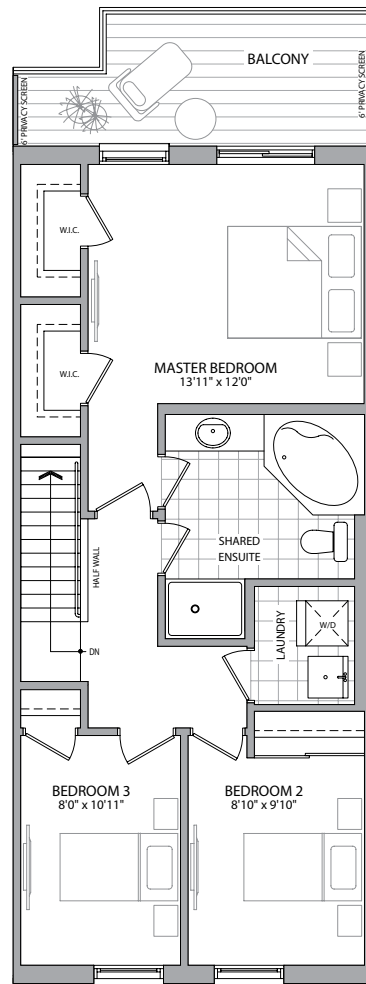 BALCONY
6' PRIVACY SCREEN
6' PRIVACY SCREEN
W.I.C.
W.I.C.
MASTER BEDROOM
13'11" x 12'0"
SHARED
ENSUITE
HALF WALL
DN
LAUNDRY
W/D
BEDROOM 3
8'0" x 10'11"
BEDROOM 2
8'10" x 9'10"